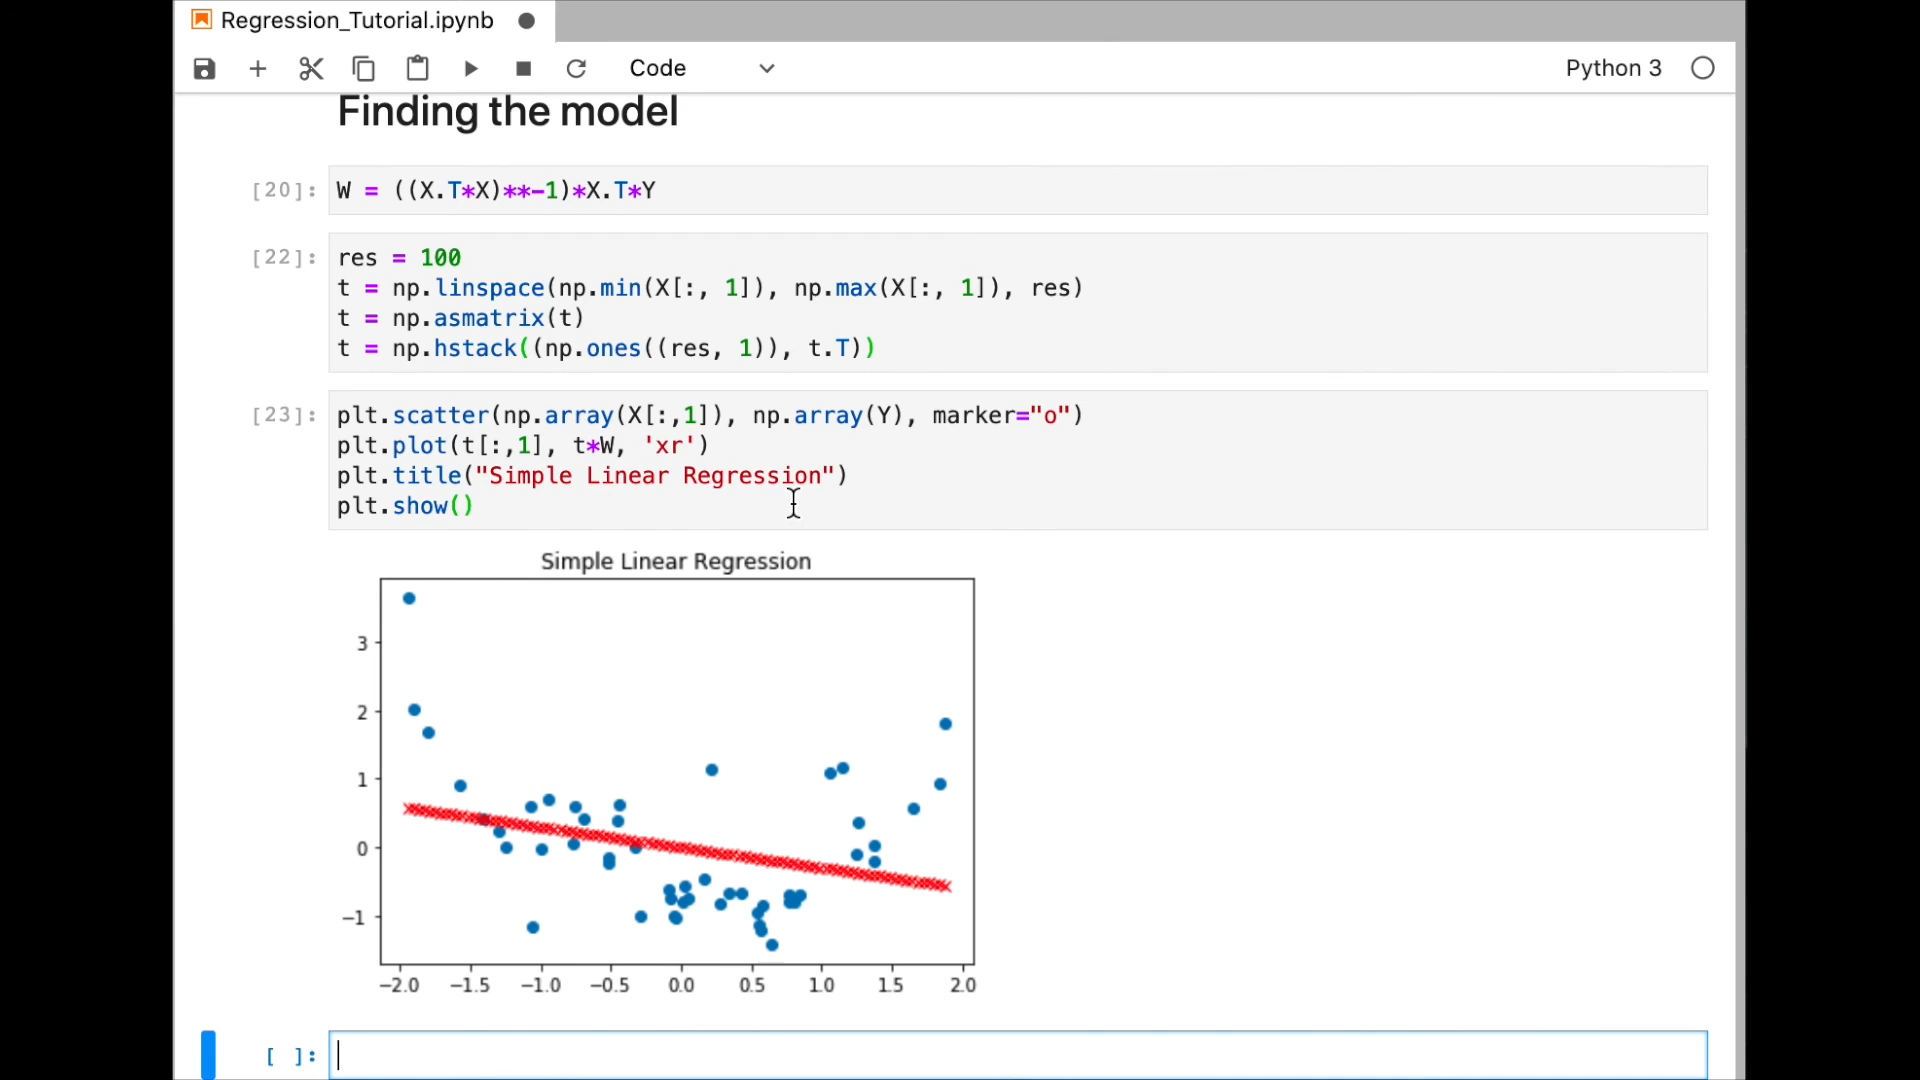 Regression_Tutorial.ipynb
Code
Python 3
Finding the model
[20]:
W = ((X.T*X)**-1)*X.T*Y
[22]:
res = 100
t = np.linspace(np.min(X[:, 1]), np.max(X[:, 1]), res)
t = np.asmatrix(t)
t = np.hstack((np.ones((res, 1)), t.T))
[23]:
plt.scatter(np.array(X[:,1]), np.array(Y), marker="o")
plt.plot(t[:,1], t*W, 'xr')
plt.title("Simple Linear Regression")
plt.show()
Simple Linear Regression
3
2
1
0
−1
−2.0 −1.5 −1.0 −0.5 0.0 0.5 1.0 1.5 2.0
[ ]: